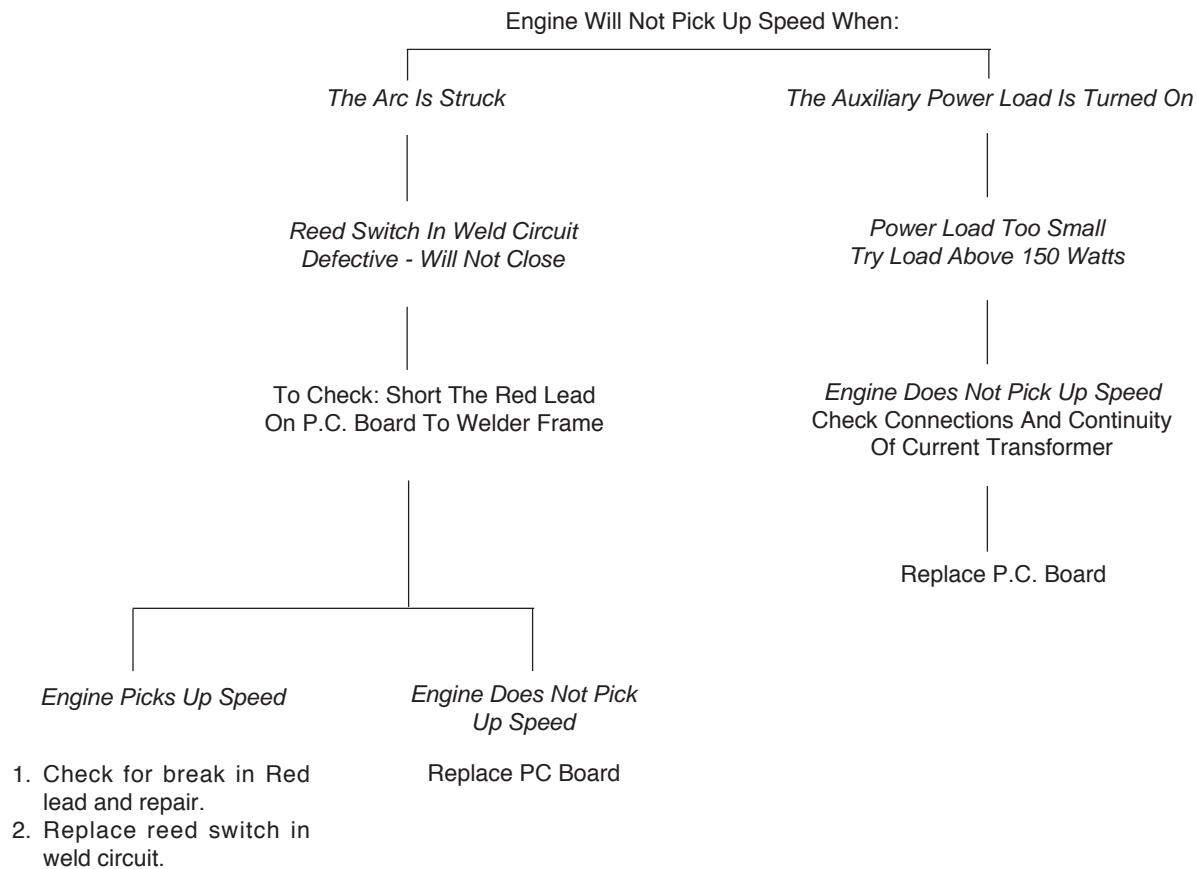 Engine Will Not Pick Up Speed When:
The Arc Is Struck
The Auxiliary Power Load Is Turned On
Reed Switch In Weld Circuit
Defective - Will Not Close
Power Load Too Small
Try Load Above 150 Watts
To Check: Short The Red Lead
On P.C. Board To Welder Frame
Engine Does Not Pick Up Speed
Check Connections And Continuity
Of Current Transformer
Replace P.C. Board
Engine Picks Up Speed
1. Check for break in Red
lead and repair.
2. Replace reed switch in
weld circuit.
Engine Does Not Pick
Up Speed
Replace PC Board